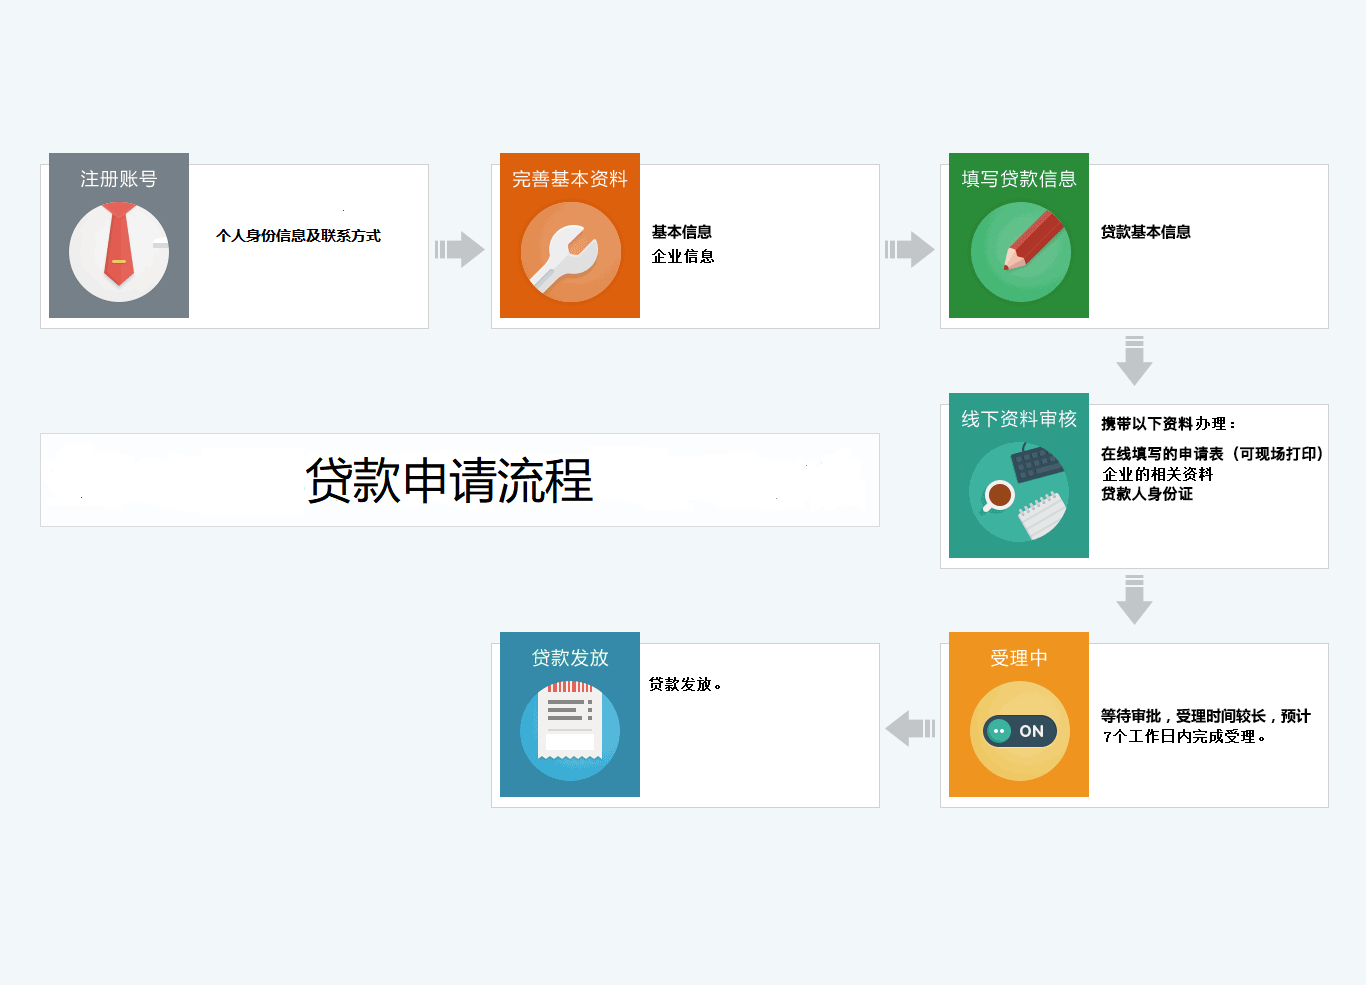 注册账号
个人身份信息及联系方式
完善基本资料
基本信息
企业信息
填写贷款信息
贷款基本信息
线下资料审核
携带以下资料办理：
在线填写的申请表（可现场打印）
企业的相关资料
贷款人身份证
贷款申请流程
受理中
ON
等待审批，受理时间较长，预计
7个工作日内完成受理。
贷款发放
贷款发放。